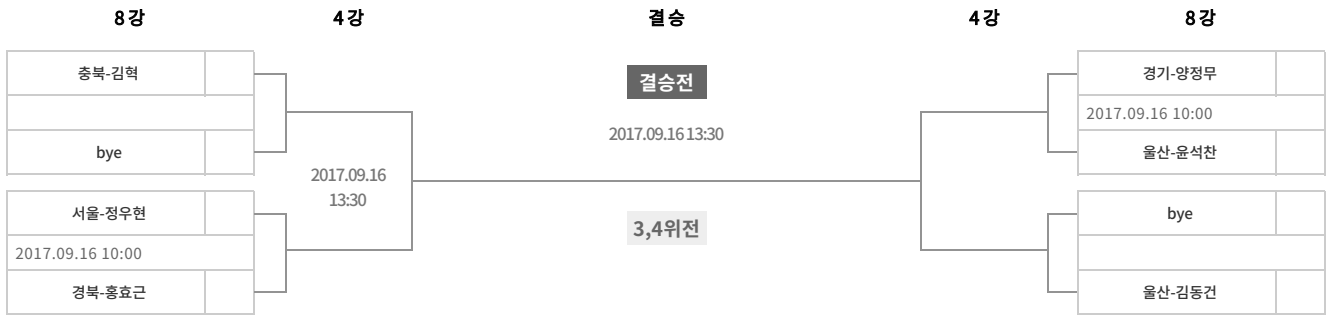 8강
4강
결승
4강
8강
충북-김혁
bye
서울-정우현
2017.09.16 10:00
경북-홍효근
2017.09.16
13:30
결승전
2017.09.16 13:30
3,4위전
경기-양정무
2017.09.16 10:00
울산-윤석찬
bye
울산-김동건